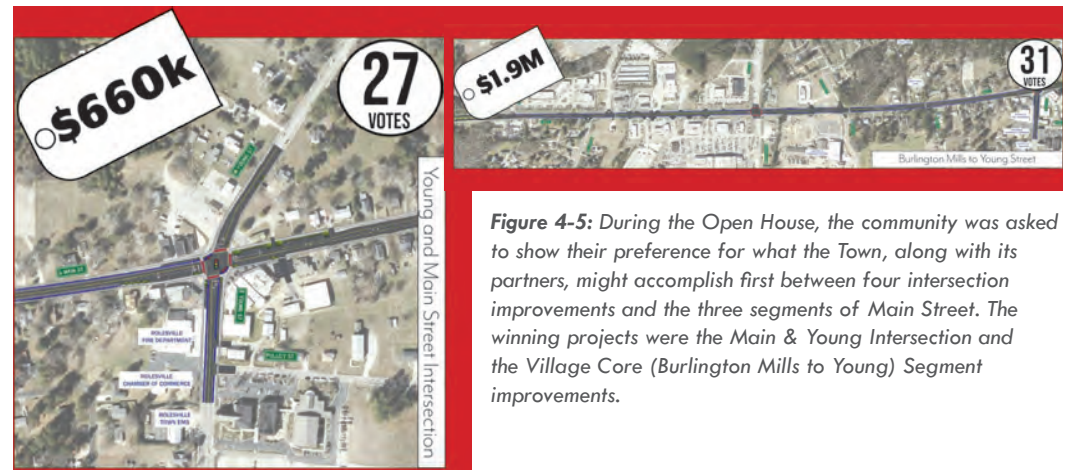 $660k
27
VOTES
$1.9M
31
VOTES
Burlington Mills to Young Street
Young and Main Street Intersection
ROLESVILLE
FIRE DEPARTMENT
ROLESVILLE
CHAMBER OF COMMERCE
ROLESVILLE
TOWN EMS
Figure 4-5: During the Open House, the community was asked
to show their preference for what the Town, along with its
partners, might accomplish first between four intersection
improvements and the three segments of Main Street. The
winning projects were the Main & Young Intersection and
the Village Core (Burlington Mills to Young) Segment
improvements.